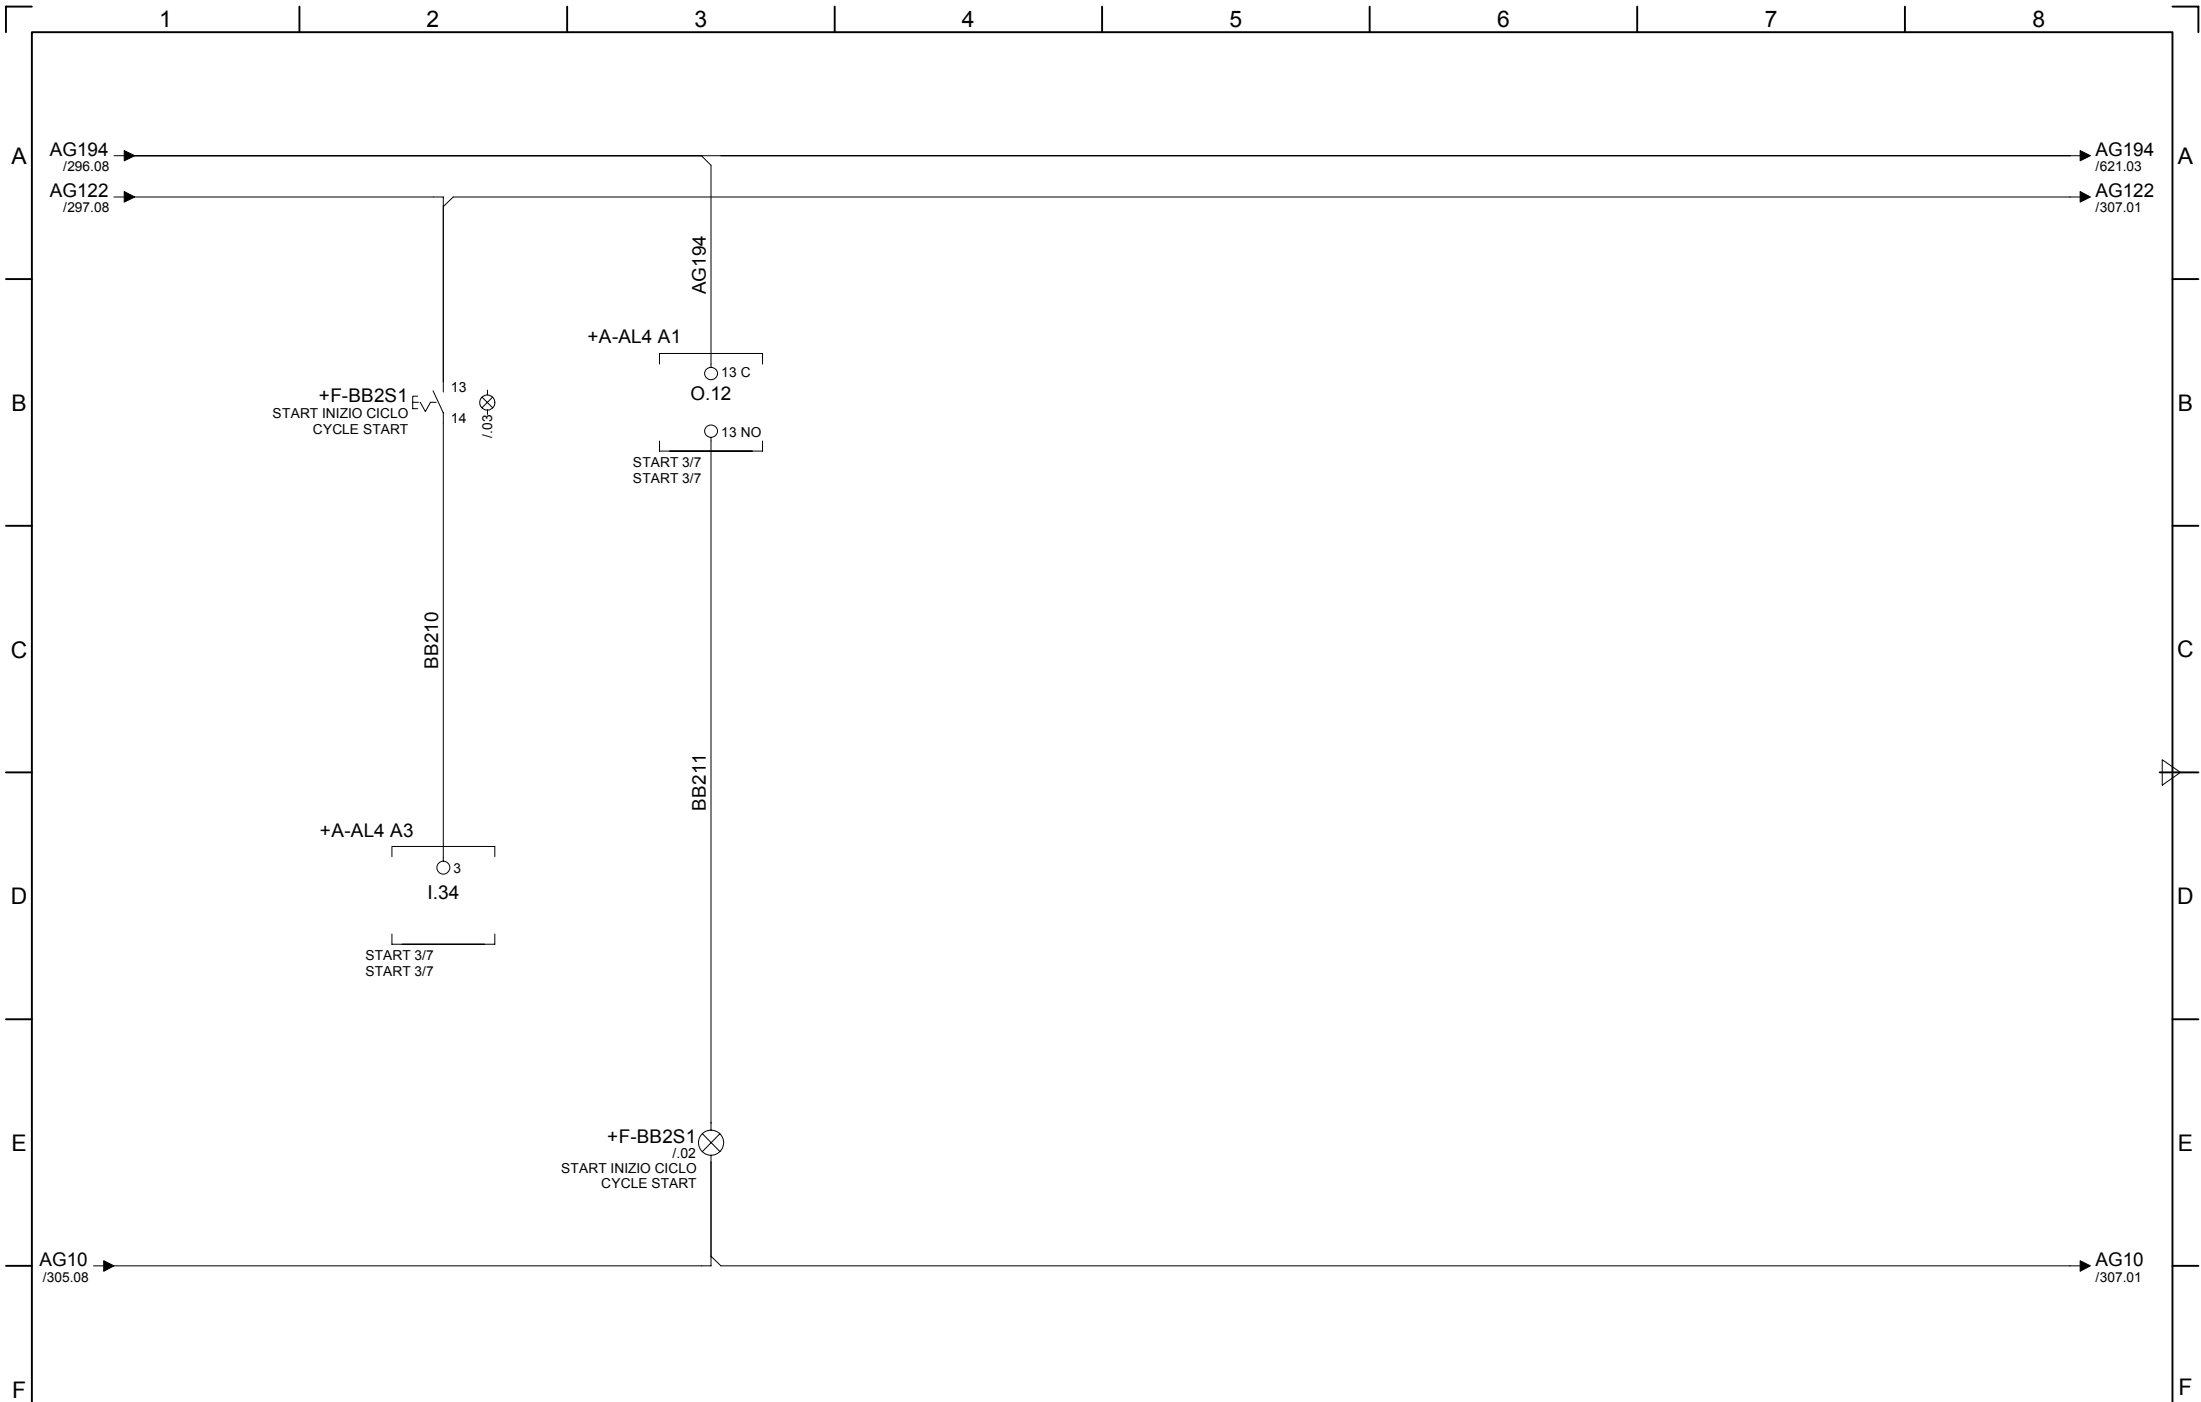 1 2 3 4 5 6 7 8
A AG194 AG194 A
/296.08 /621.03
AG122 AG122
/297.08 /307.01
AG194
+A-AL4 A1
13 C
O.12
13 NO
START 3/7
START 3/7
B B
+F-BB2S1 13
START INIZIO CICLO 14
CYCLE START
/.03
C C
BB210
BB211
+A-AL4 A3
3
I.34
D D
START 3/7
START 3/7
E E
+F-BB2S1
/.02
START INIZIO CICLO
CYCLE START
AG10 AG10
/305.08 /307.01
F F